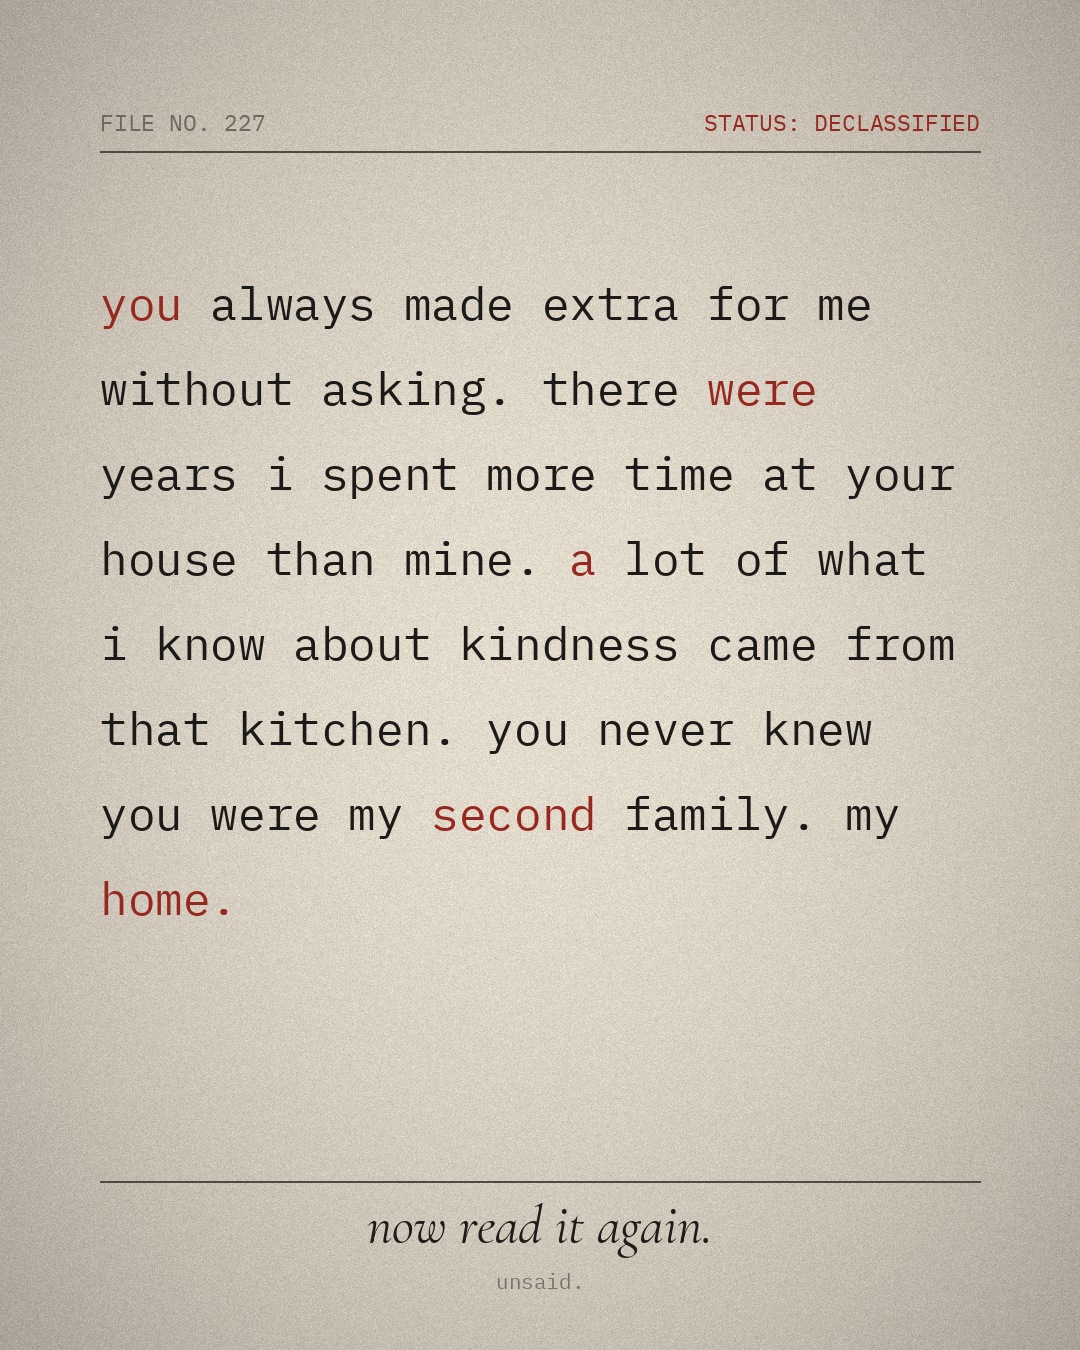 FILE NO. 227
STATUS: DECLASSIFIED
you always made extra for me
without asking. there were
years i spent more time at your
house than mine. a lot of what
i know about kindness came from
that kitchen. you never knew
you were my second family. my
home.
now read it again.
unsaid.